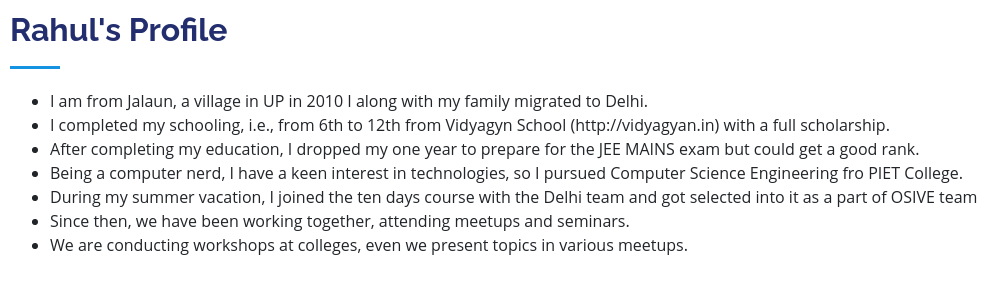 Rahul's Profile
• I am from Jalaun, a village in UP in 2010 I along with my family migrated to Delhi.
• I completed my schooling, i.e., from 6th to 12th from Vidyagyn School (http://vidyagyan.in) with a full scholarship.
• After completing my education, I dropped my one year to prepare for the JEE MAINS exam but could get a good rank.
• Being a computer nerd, I have a keen interest in technologies, so I pursued Computer Science Engineering fro PIET College.
• During my summer vacation, I joined the ten days course with the Delhi team and got selected into it as a part of OSIVE team
• Since then, we have been working together, attending meetups and seminars.
• We are conducting workshops at colleges, even we present topics in various meetups.